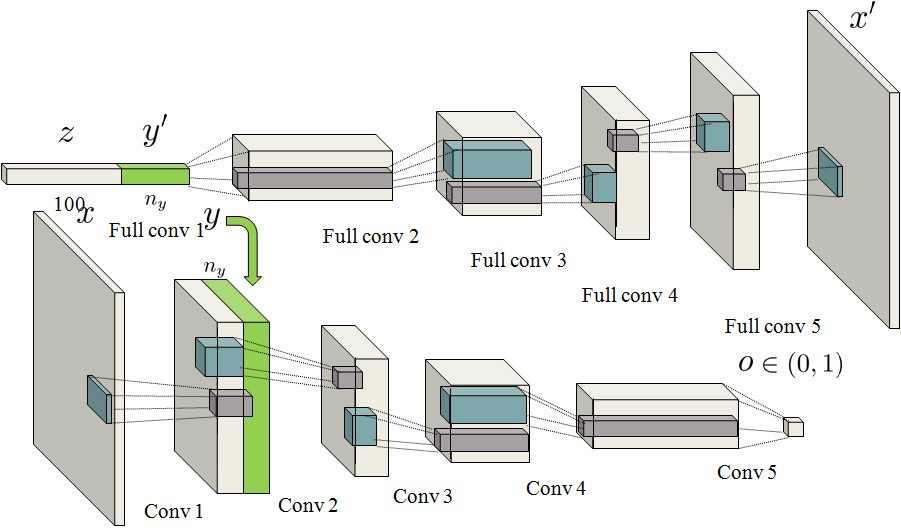 z
y′
x′
100
n_y
Full conv 1
Full conv 2
Full conv 3
Full conv 4
Full conv 5
x
y
n_y
o ∈ (0, 1)
Conv 1
Conv 2
Conv 3
Conv 4
Conv 5